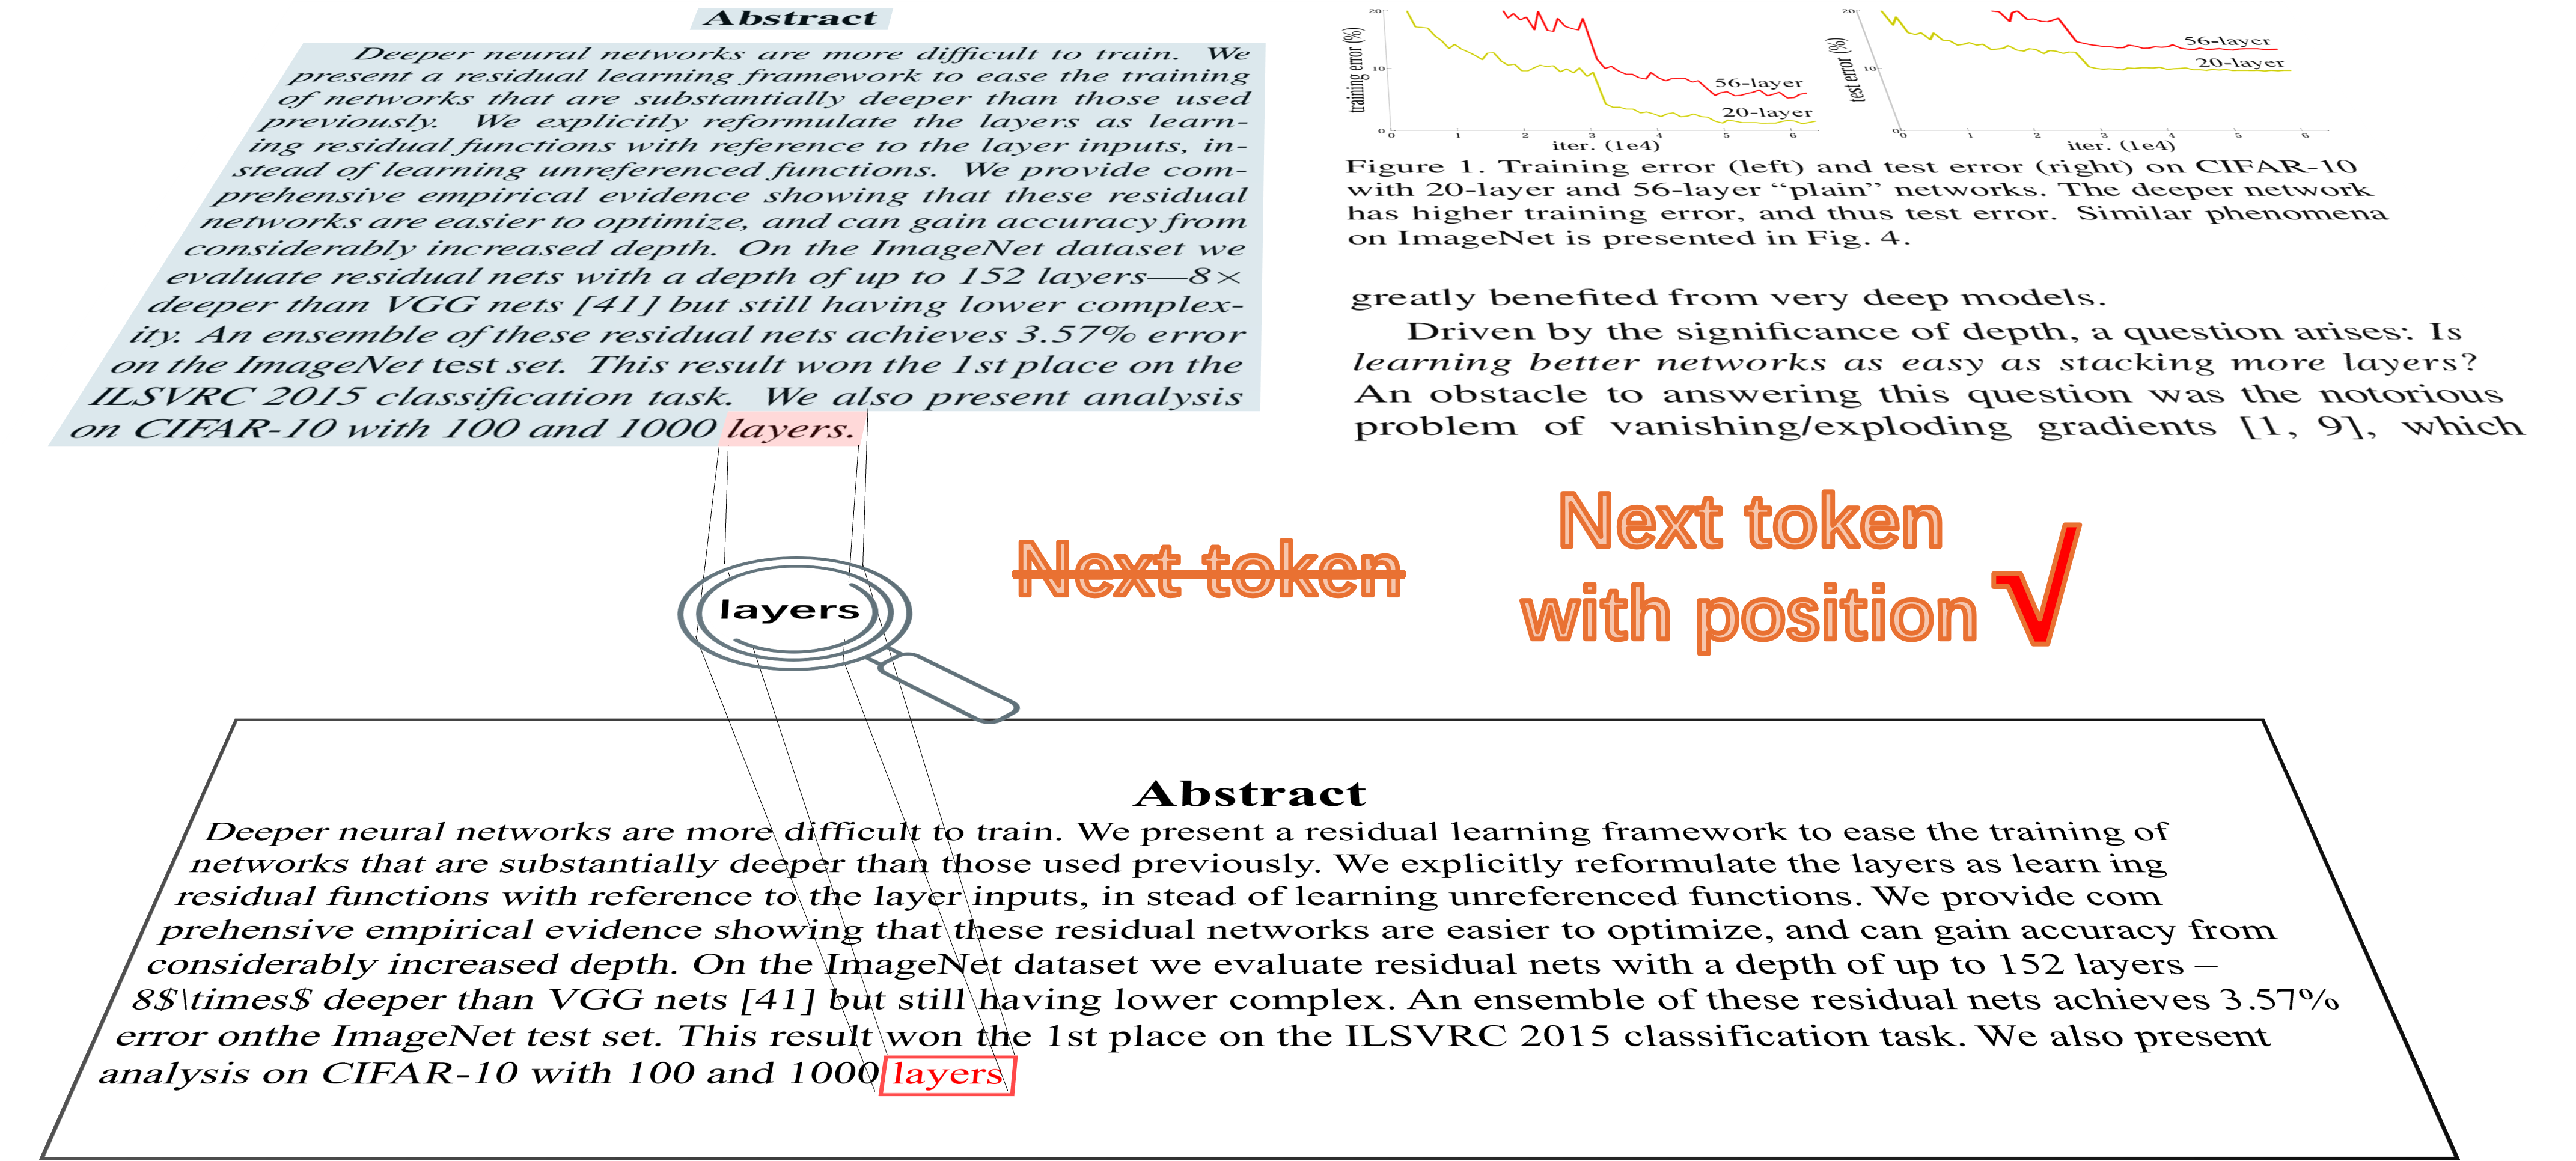 Abstract
Deeper neural networks are more difficult to train. We
present a residual learning framework to ease the training
of networks that are substantially deeper than those used
previously. We explicitly reformulate the layers as learn-
ing residual functions with reference to the layer inputs, in-
stead of learning unreferenced functions. We provide com-
prehensive empirical evidence showing that these residual
networks are easier to optimize, and can gain accuracy from
considerably increased depth. On the ImageNet dataset we
evaluate residual nets with a depth of up to 152 layers—8×
deeper than VGG nets [41] but still having lower complex-
ity. An ensemble of these residual nets achieves 3.57% error
on the ImageNet test set. This result won the 1st place on the
ILSVRC 2015 classification task. We also present analysis
on CIFAR-10 with 100 and 1000 layers.
20
10
0
training error (%)
56-layer
20-layer
0 1 2 3 4 5 6
iter. (1e4)
20
10
0
test error (%)
56-layer
20-layer
0 1 2 3 4 5 6
iter. (1e4)
Figure 1. Training error (left) and test error (right) on CIFAR-10
with 20-layer and 56-layer “plain” networks. The deeper network
has higher training error, and thus test error. Similar phenomena
on ImageNet is presented in Fig. 4.
greatly benefited from very deep models.
Driven by the significance of depth, a question arises: Is
learning better networks as easy as stacking more layers?
An obstacle to answering this question was the notorious
problem of vanishing/exploding gradients [1, 9], which
layers
Next token
Next token
with position
√
Abstract
Deeper neural networks are more difficult to train. We present a residual learning framework to ease the training of
networks that are substantially deeper than those used previously. We explicitly reformulate the layers as learn ing
residual functions with reference to the layer inputs, in stead of learning unreferenced functions. We provide com
prehensive empirical evidence showing that these residual networks are easier to optimize, and can gain accuracy from
considerably increased depth. On the ImageNet dataset we evaluate residual nets with a depth of up to 152 layers –
8$\times$ deeper than VGG nets [41] but still having lower complex. An ensemble of these residual nets achieves 3.57%
error onthe ImageNet test set. This result won the 1st place on the ILSVRC 2015 classification task. We also present
analysis on CIFAR-10 with 100 and 1000 layers